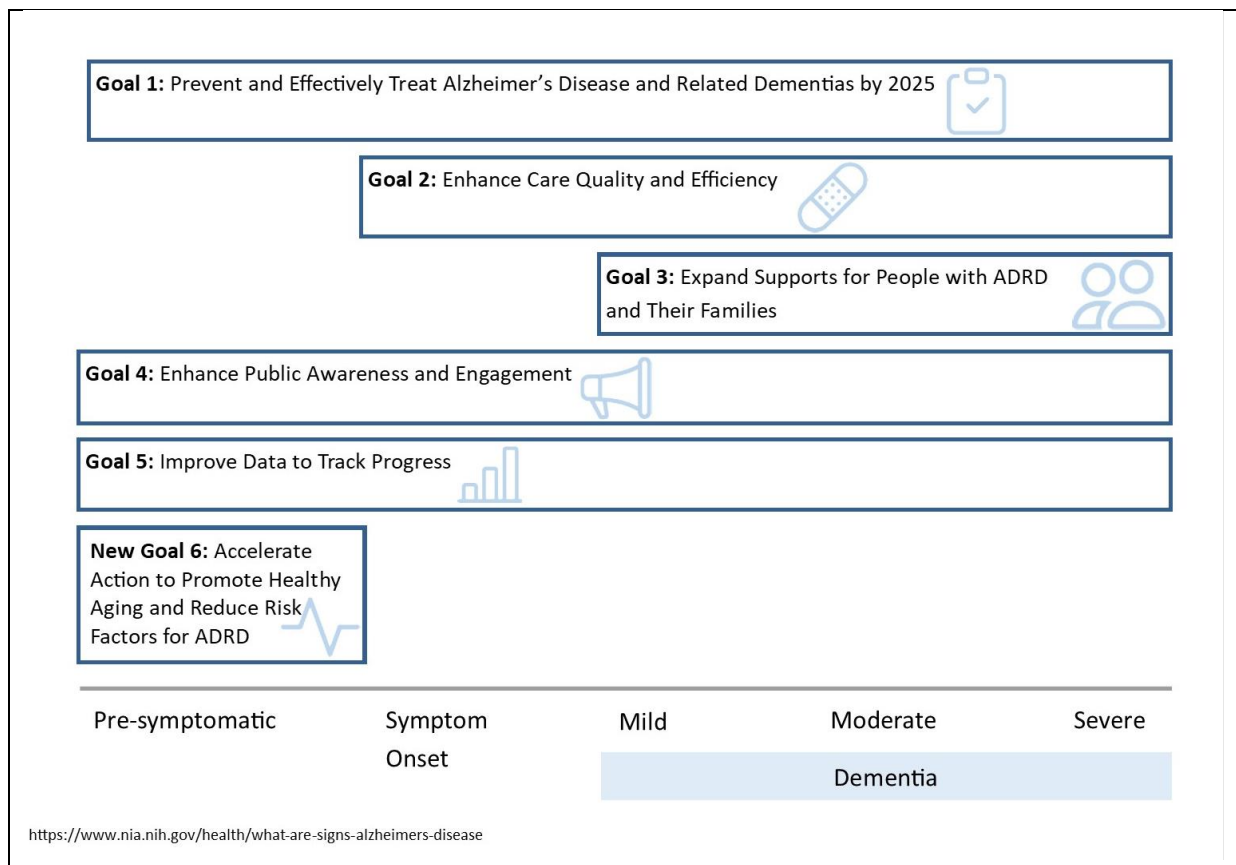 Goal 1: Prevent and Effectively Treat Alzheimer’s Disease and Related Dementias by 2025
Goal 2: Enhance Care Quality and Efficiency
Goal 3: Expand Supports for People with ADRD
and Their Families
Goal 4: Enhance Public Awareness and Engagement
Goal 5: Improve Data to Track Progress
New Goal 6: Accelerate
Action to Promote Healthy
Aging and Reduce Risk
Factors for ADRD
Pre-symptomatic
Symptom
Onset
Mild
Moderate
Severe
Dementia
https://www.nia.nih.gov/health/what-are-signs-alzheimers-disease